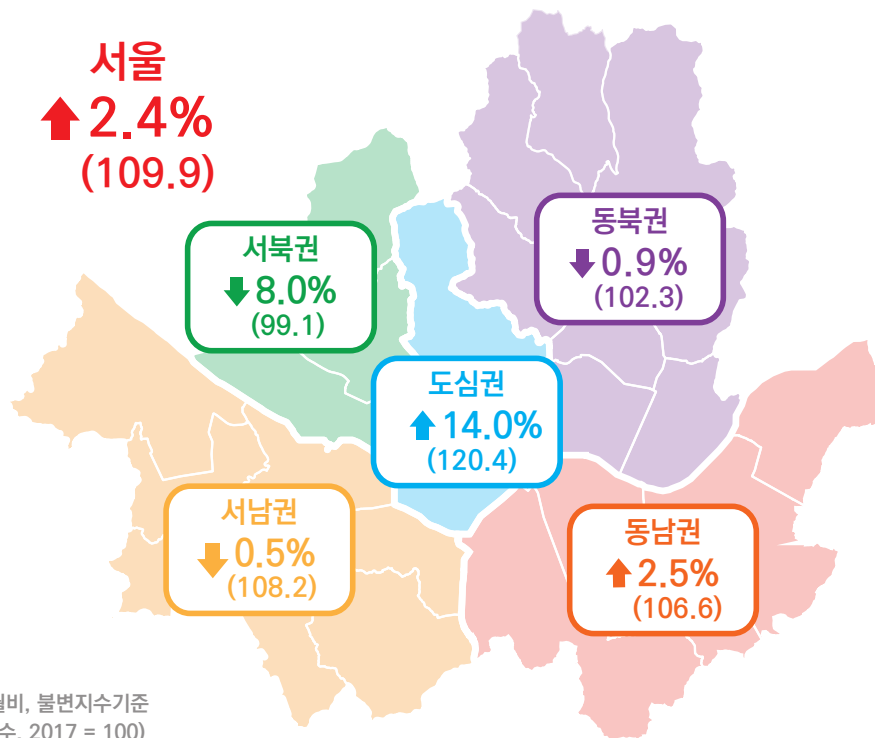 서울
2.4%
(109.9)
동북권
0.9%
(102.3)
서북권
8.0%
(99.1)
도심권
14.0%
(120.4)
서남권
0.5%
(108.2)
동남권
2.5%
(106.6)
불변지수기준
2017 = 100)